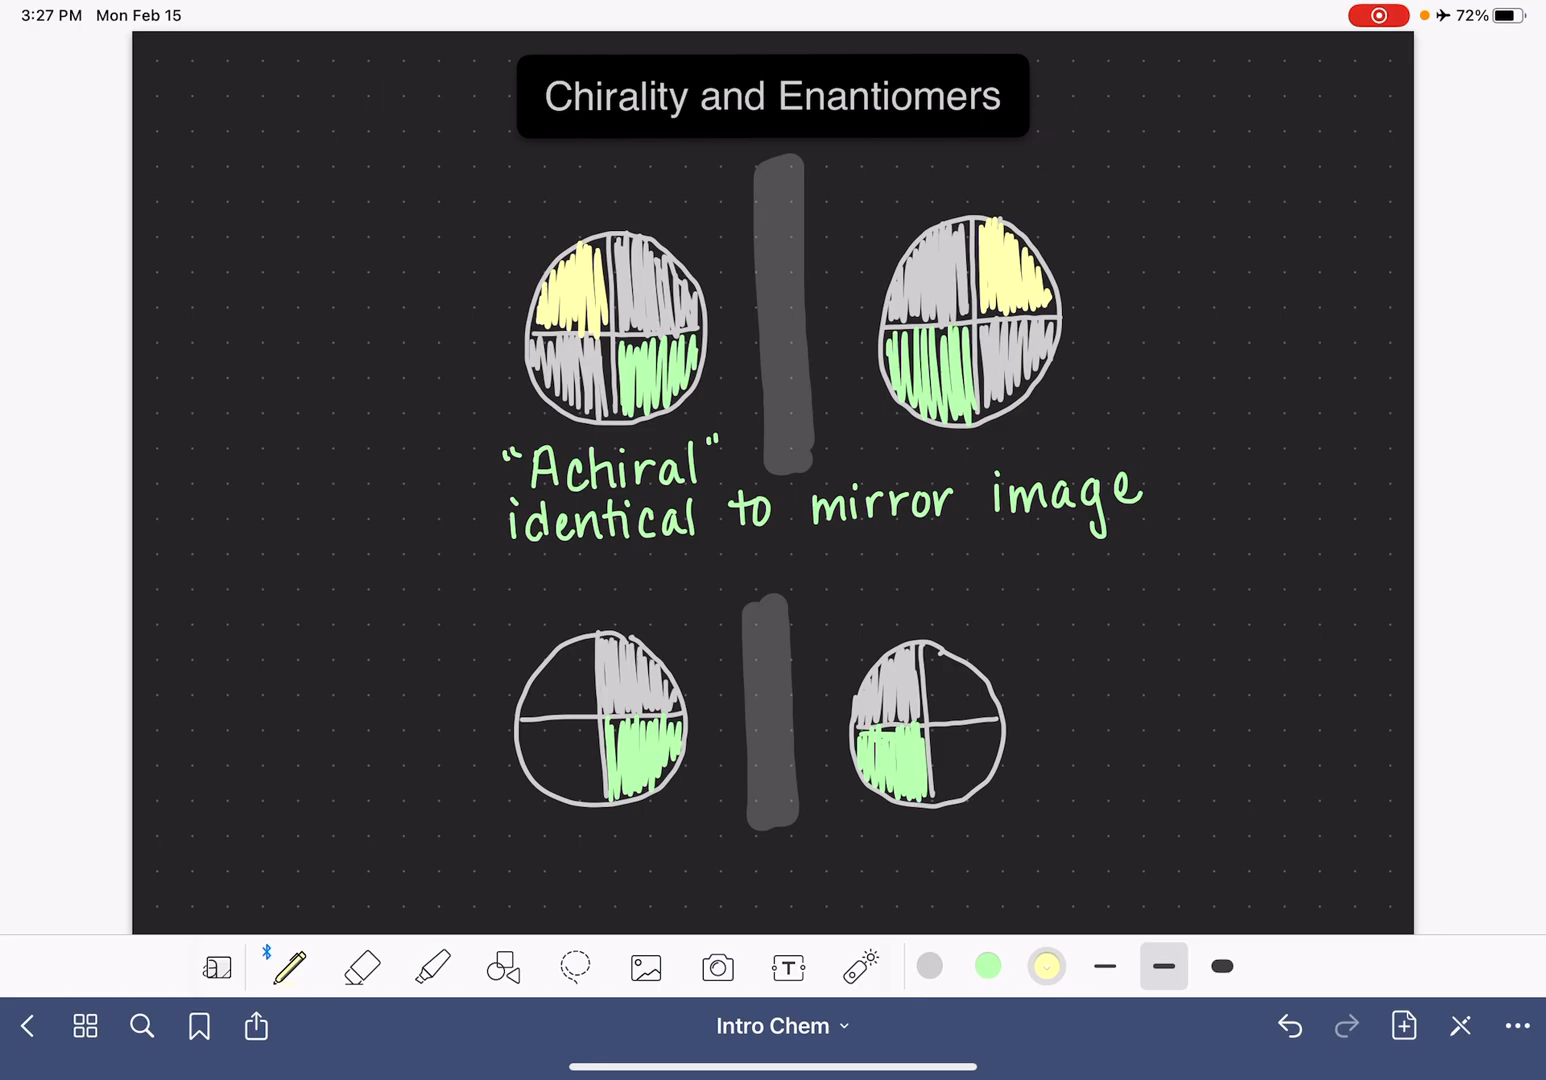 3:27 PM Mon Feb 15
72%
Chirality and Enantiomers
"Achiral"
identical to mirror image
Intro Chem